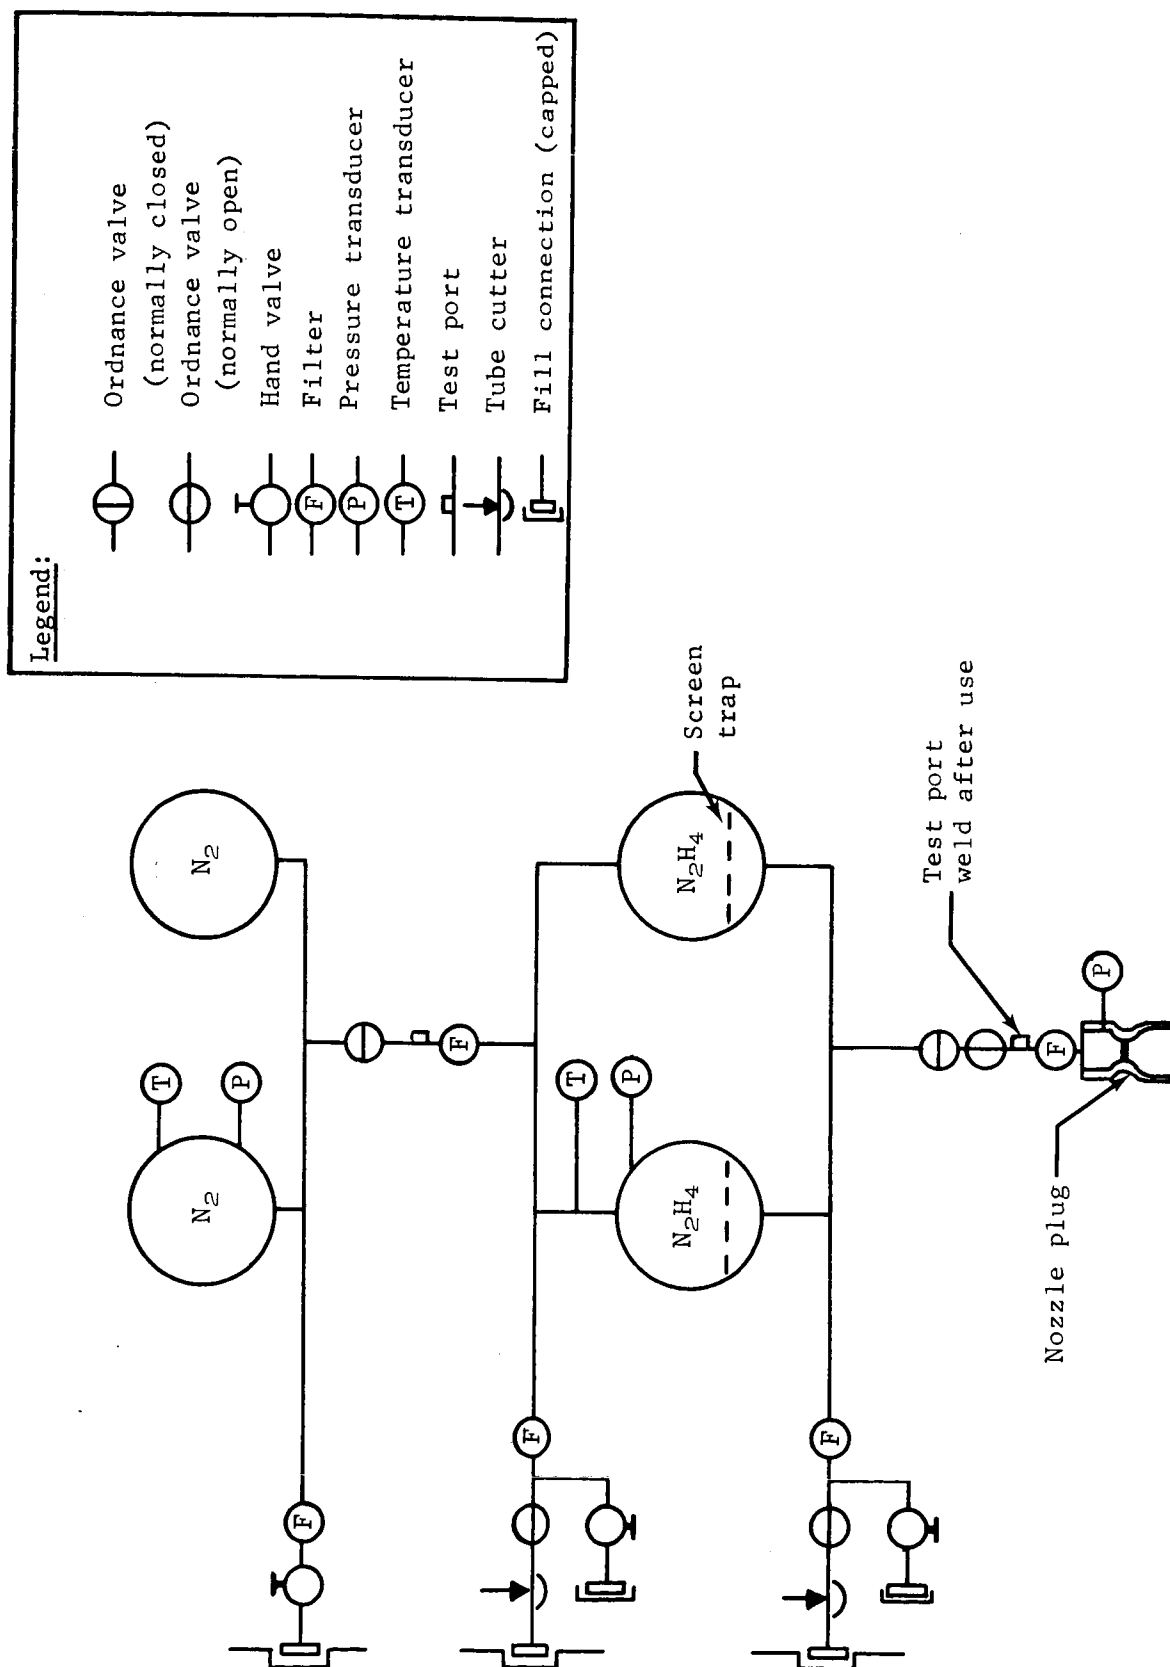 Legend:
Ordnance valve
(normally closed)
Ordnance valve
(normally open)
Hand valve
F
Filter
P
Pressure transducer
T
Temperature transducer
Test port
Tube cutter
Fill connection (capped)
N₂
T
P
N₂
F
F
T
P
N₂H₄
N₂H₄
Screen
trap
F
F
Test port
weld after use
F
P
Nozzle plug